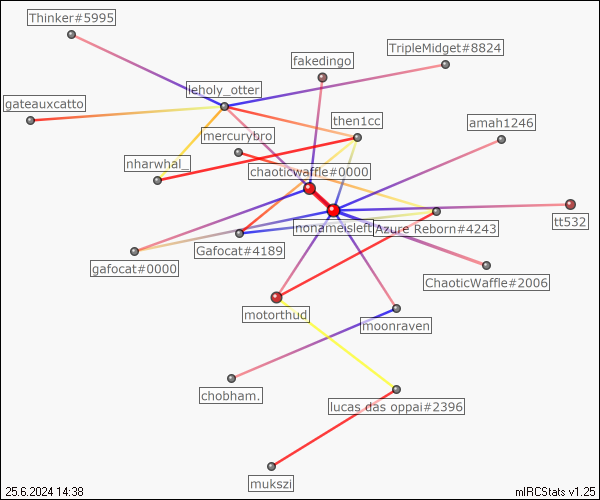 Thinker#5995
TripleMidget#8824
fakedingo
leholy_otter
gateauxcatto
then1cc
amah1246
mercurybro
nharwhal_
chaoticwaffle#0000
tt532
nonameisleft
Azure Reborn#4243
Gafocat#4189
gafocat#0000
ChaoticWaffle#2006
motorthud
moonraven
chobham.
lucas das oppai#2396
mukszi
25.6.2024 14:38
mIRCStats v1.25